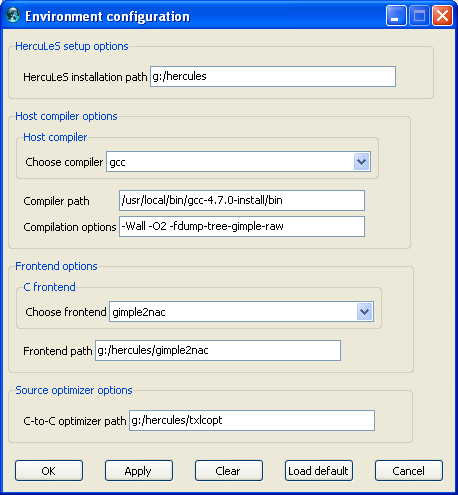 Environment configuration
HercuLeS setup options
HercuLeS installation path g:/hercules
Host compiler options
Host compiler
Choose compiler gcc
Compiler path /usr/local/bin/gcc-4.7.0-install/bin
Compilation options -Wall -O2 -fdump-tree-gimple-raw
Frontend options
C frontend
Choose frontend gimple2nac
Frontend path g:/hercules/gimple2nac
Source optimizer options
C-to-C optimizer path g:/hercules/txlcopt
OK Apply Clear Load default Cancel